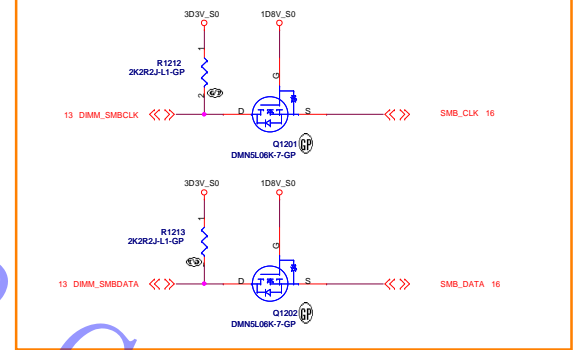 3D3V_S0 1D8V_S0
1
R1212
2K2R2J-L1-GP
G
2
13 DIMM_SMBCLK D S SMB_CLK 16
Q1201 GP
DMN5L06K-7-GP
3D3V_S0 1D8V_S0
1
R1213
2K2R2J-L1-GP
G
13 DIMM_SMBDATA D S SMB_DATA 16
Q1202 GP
DMN5L06K-7-GP